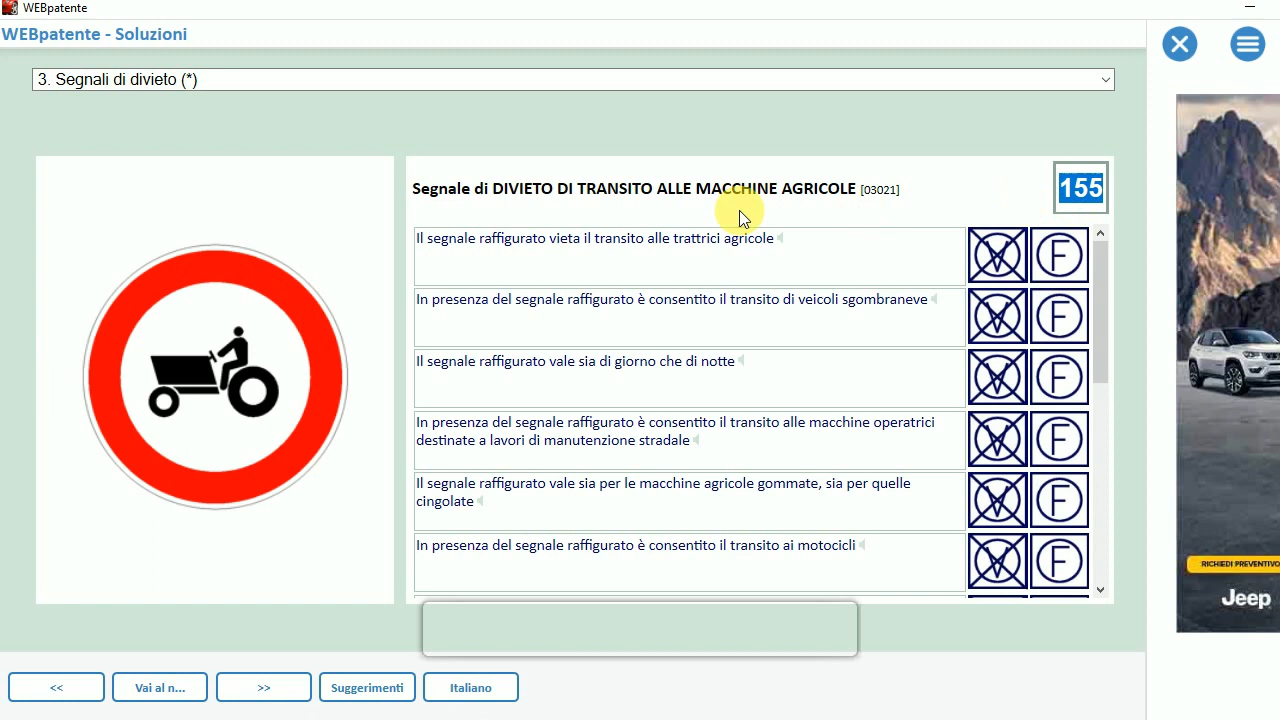 WEBpatente
WEBpatente - Soluzioni
3. Segnali di divieto (*)
Segnale di DIVIETO DI TRANSITO ALLE MACCHINE AGRICOLE [03021]
155
Il segnale raffigurato vieta il transito alle trattrici agricole
V F
In presenza del segnale raffigurato è consentito il transito di veicoli sgombraneve
V F
Il segnale raffigurato vale sia di giorno che di notte
V F
In presenza del segnale raffigurato è consentito il transito alle macchine operatrici
destinate a lavori di manutenzione stradale
V F
Il segnale raffigurato vale sia per le macchine agricole gommate, sia per quelle
cingolate
V F
In presenza del segnale raffigurato è consentito il transito ai motocicli
V F
RICHIEDI PREVENTIVO
Jeep
<<
Vai al n...
>>
Suggerimenti
Italiano